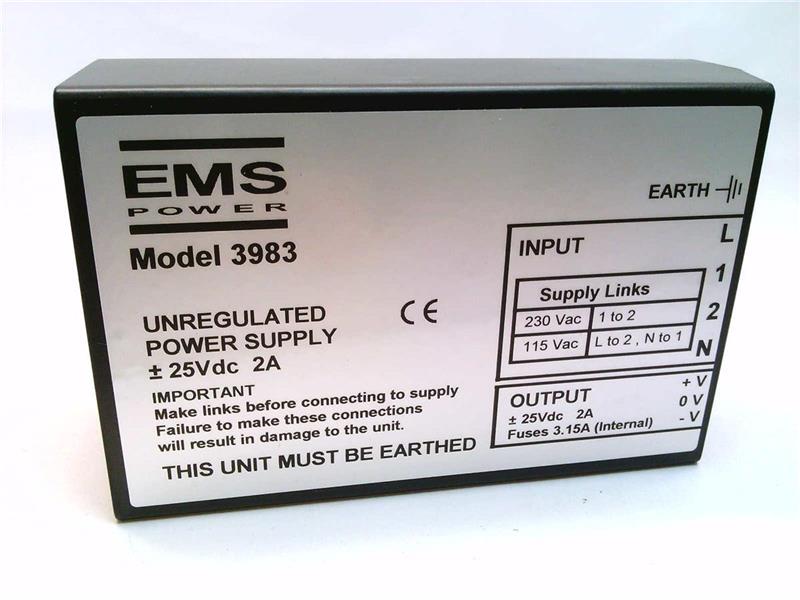 EMS
POWER
Model 3983
UNREGULATED
POWER SUPPLY
± 25Vdc 2A
CE
IMPORTANT
Make links before connecting to supply
Failure to make these connections
will result in damage to the unit.
THIS UNIT MUST BE EARTHED
EARTH
INPUT
L
1
2
N
Supply Links
230 Vac 1 to 2
115 Vac L to 2 , N to 1
OUTPUT
± 25Vdc 2A
Fuses 3.15A (Internal)
+ V
0 V
- V